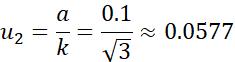 u₂ = a/k = 0.1/√3 ≈ 0.0577